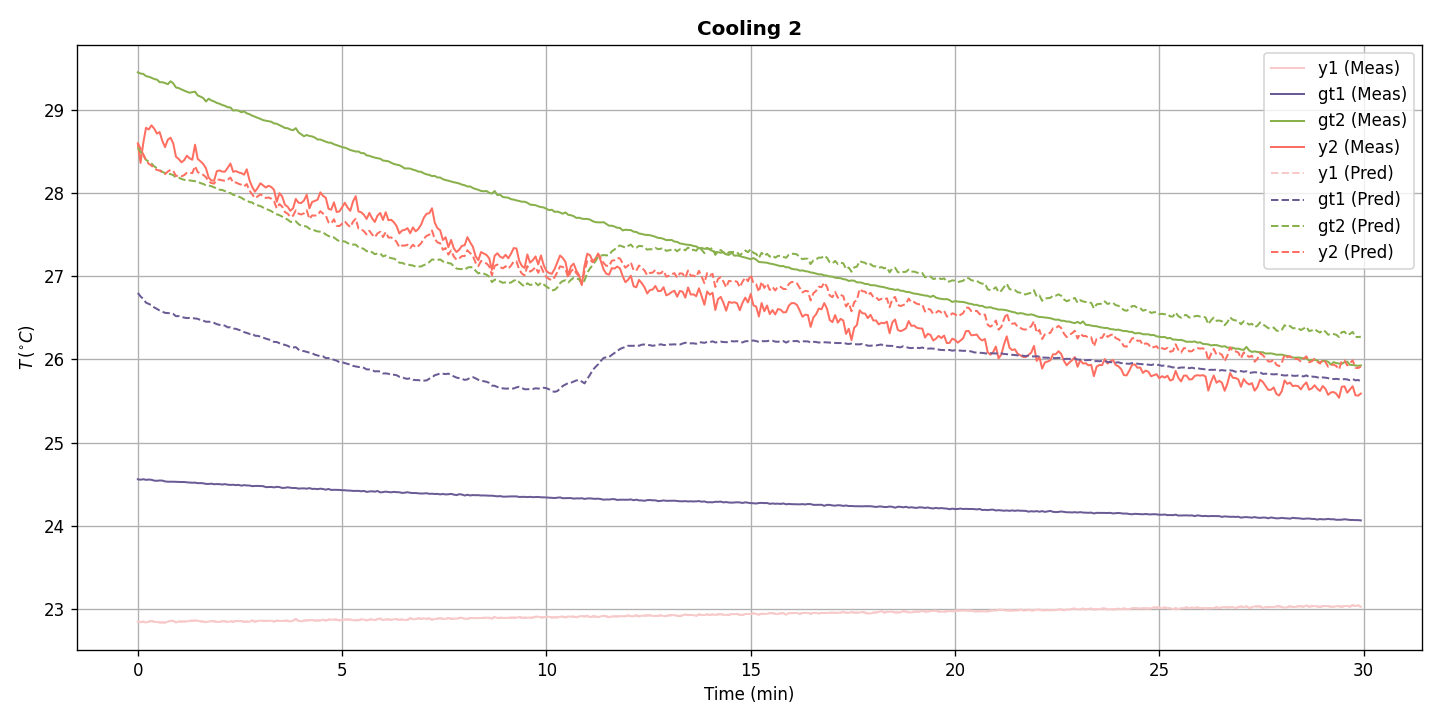 Cooling 2
y1 (Meas)
gt1 (Meas)
gt2 (Meas)
y2 (Meas)
y1 (Pred)
gt1 (Pred)
gt2 (Pred)
y2 (Pred)
T(°C)
29
28
27
26
25
24
23
0 5 10 15 20 25 30
Time (min)